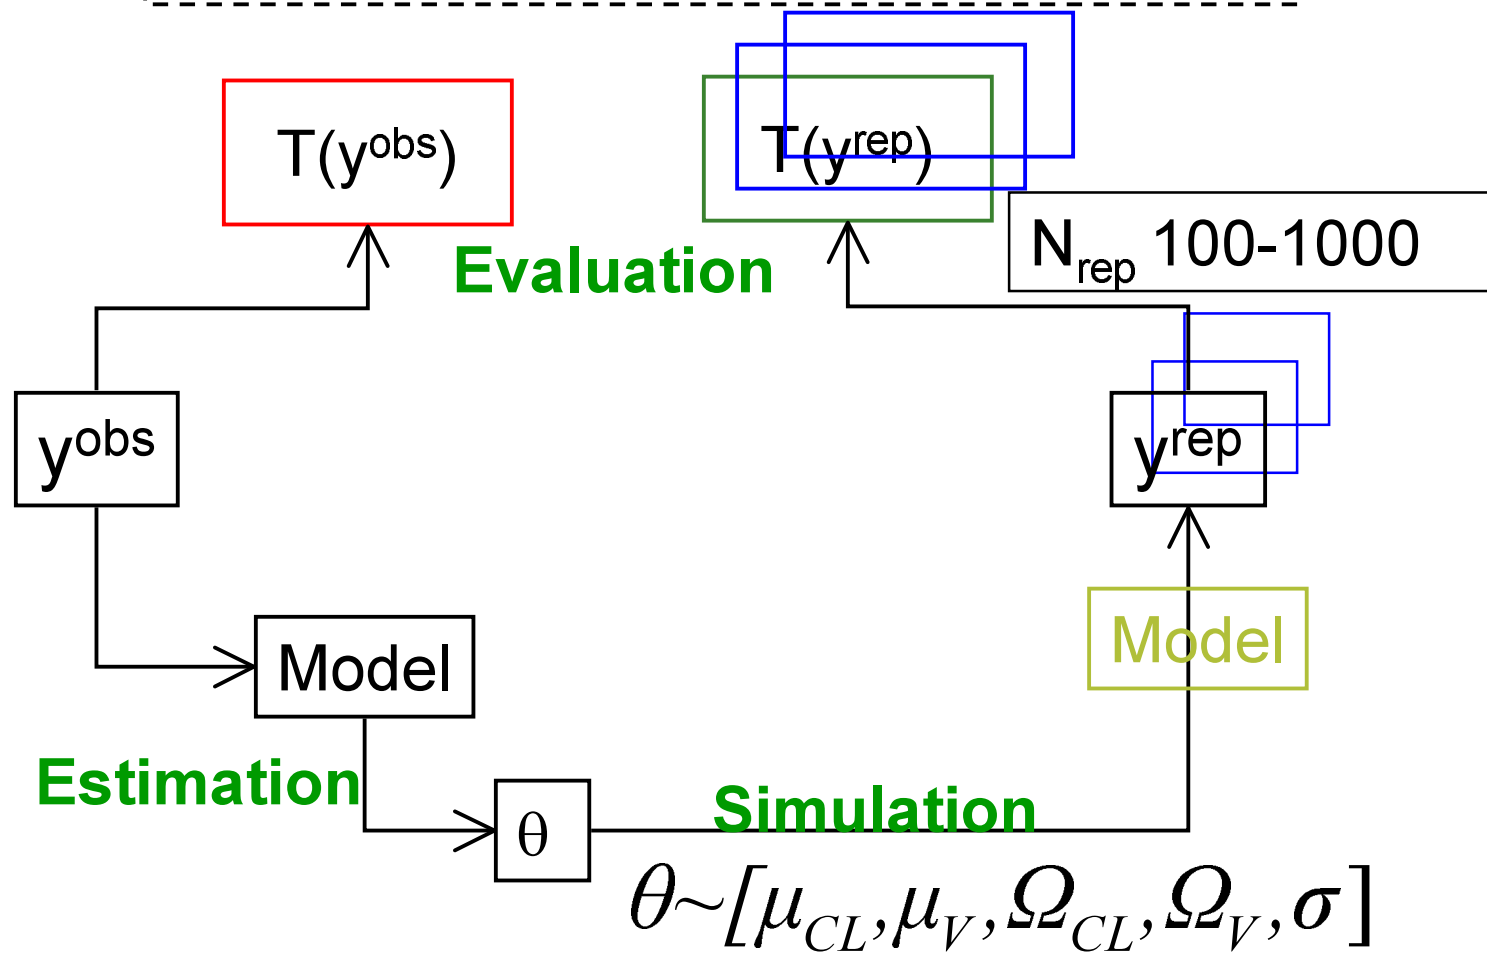 T(y^obs)
T(y^rep)
Evaluation
N_rep 100-1000
y^obs
y^rep
Model
Model
Estimation
θ
Simulation
θ~[μ_CL,μ_V,Ω_CL,Ω_V,σ]